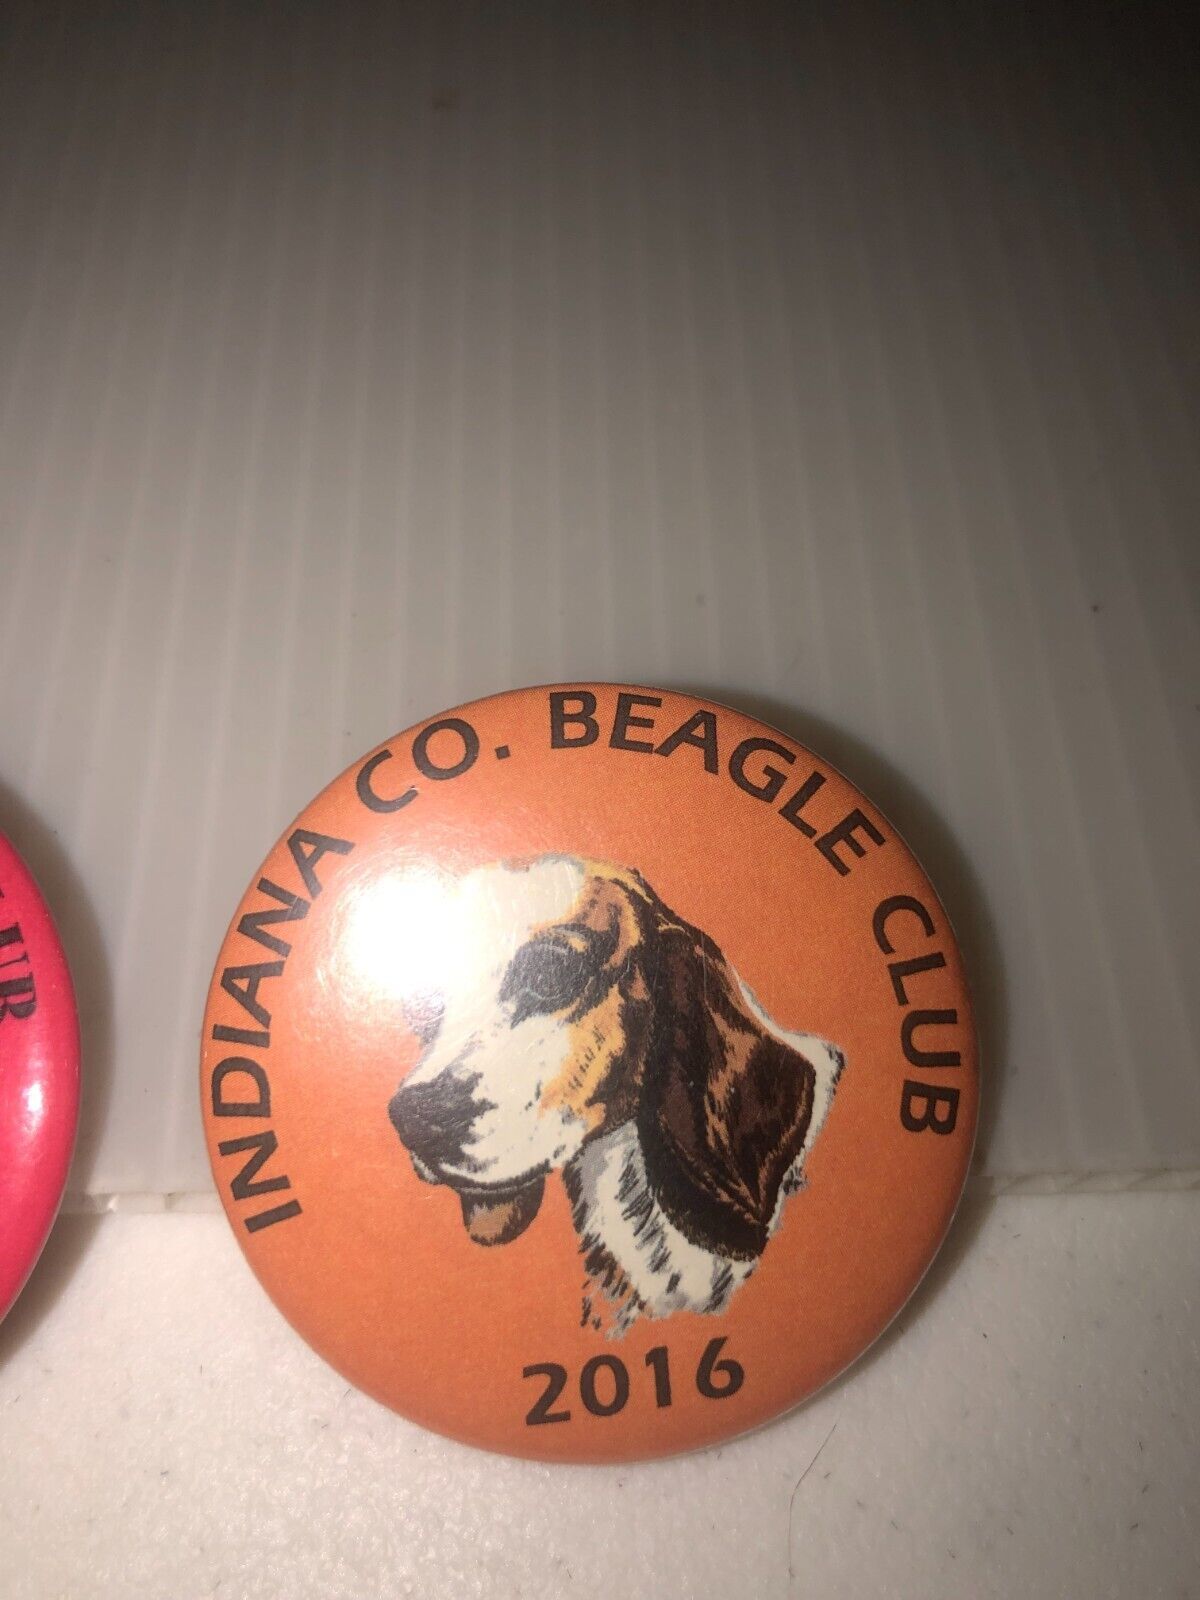 INDIANA CO. BEAGLE CLUB
2016